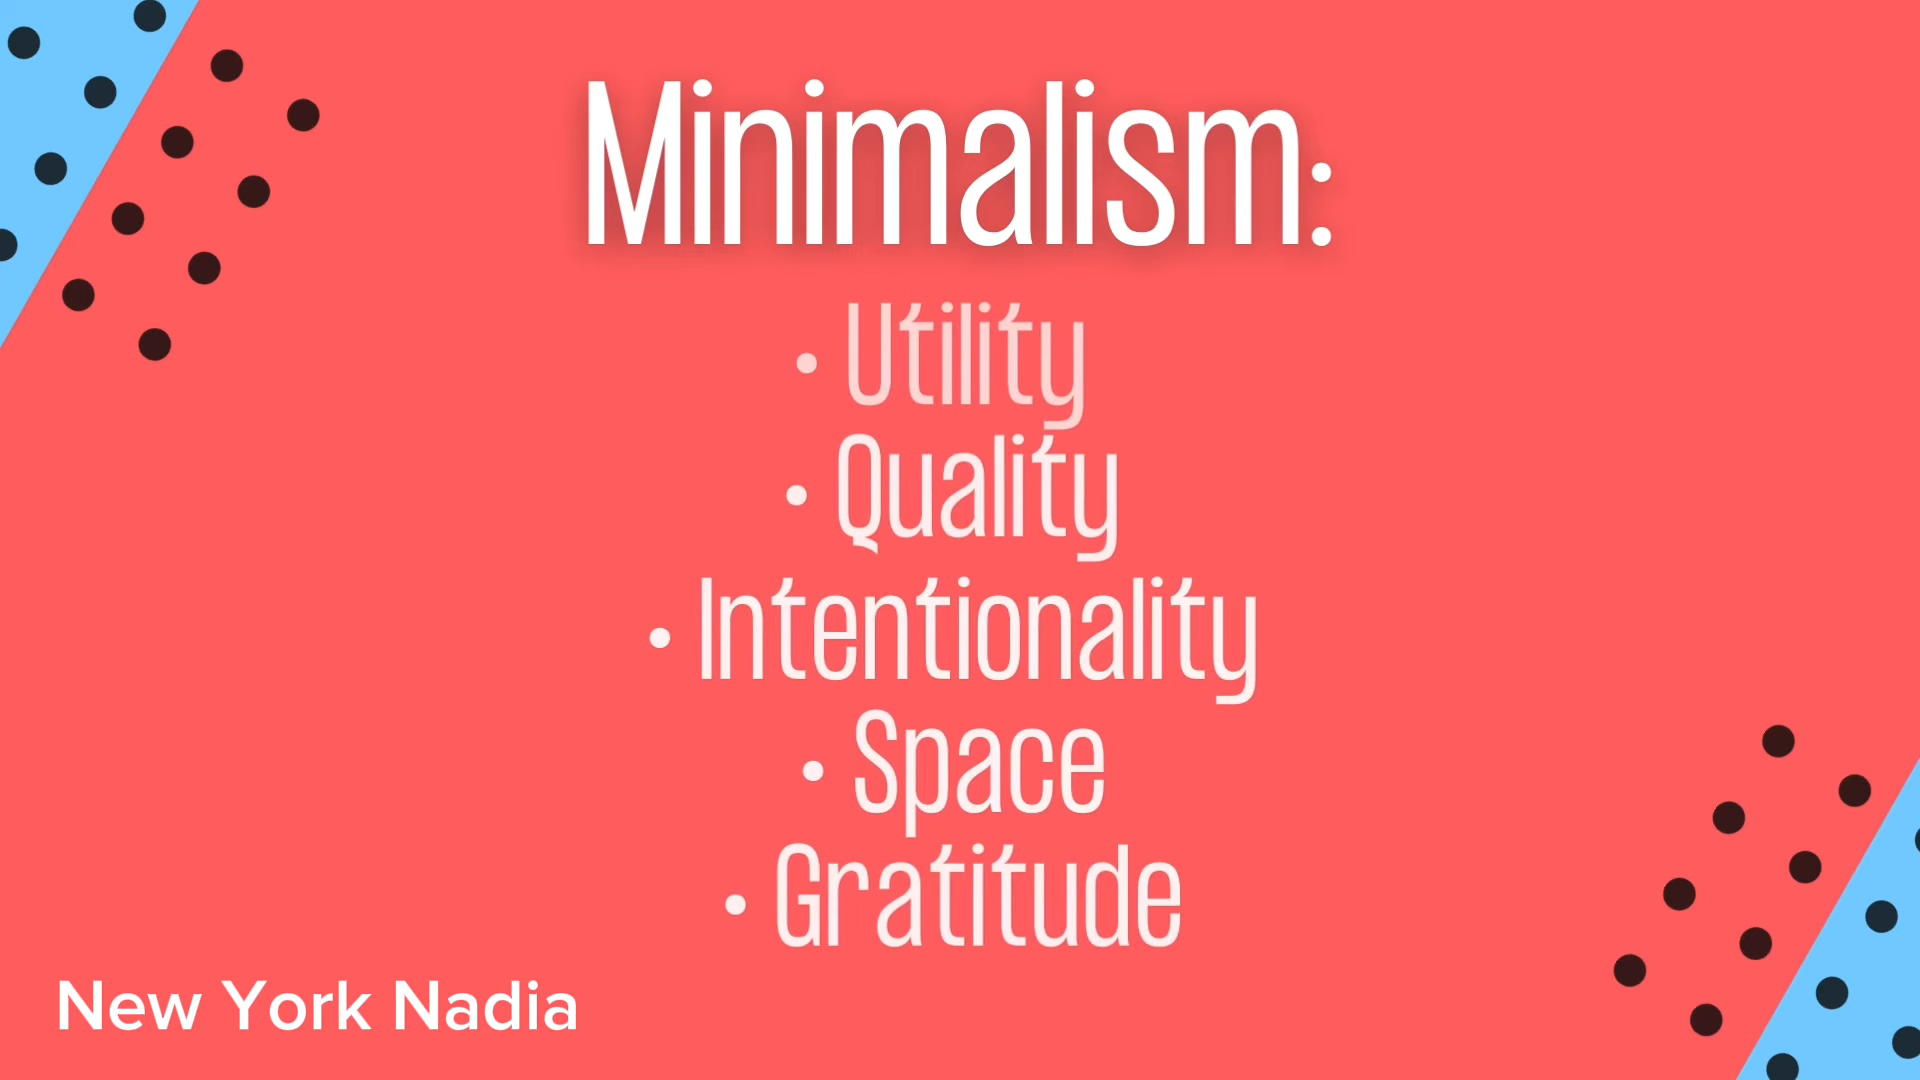 Minimalism:
• Utility
• Quality
• Intentionality
• Space
• Gratitude
New York Nadia